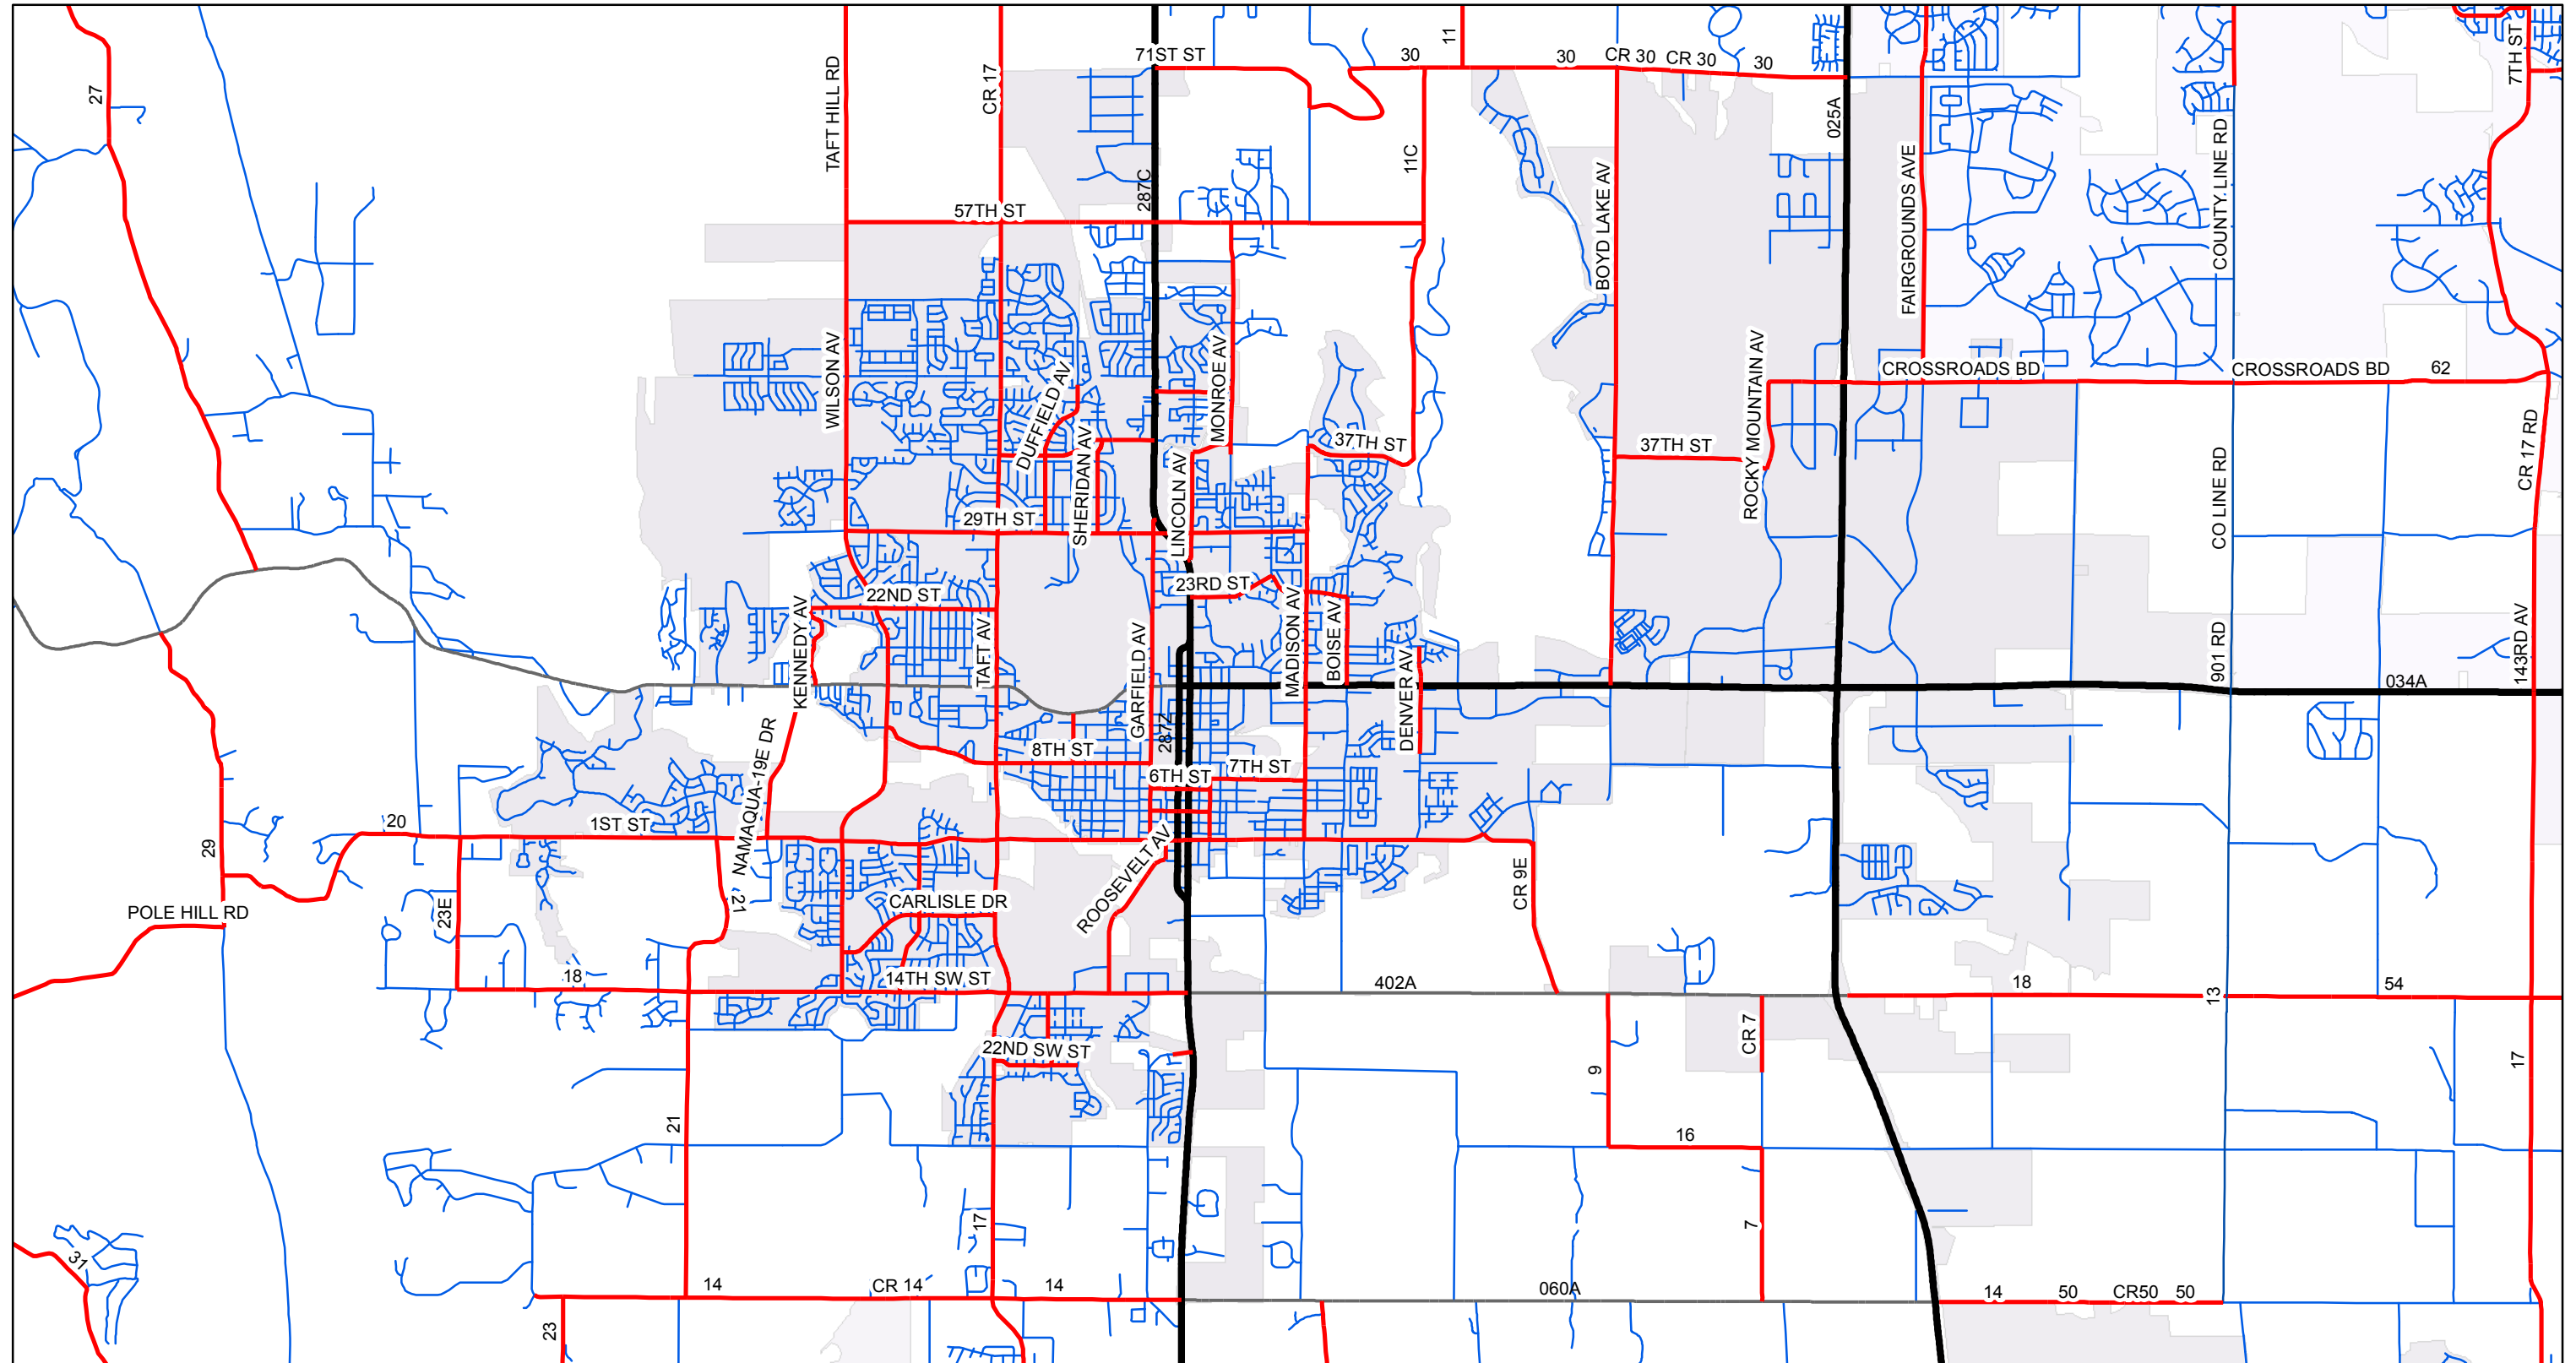 71ST ST
30
11
30
CR 30
CR 30
30
7TH ST
27
TAFT HILL RD
CR 17
287C
11C
BOYD LAKE AV
025A
FAIRGROUNDS AVE
COUNTY LINE RD
57TH ST
WILSON AV
DUFFIELD AV
MONROE AV
ROCKY MOUNTAIN AV
CROSSROADS BD
CROSSROADS BD
62
37TH ST
37TH ST
SHERIDAN AV
LINCOLN AV
CO LINE RD
CR 17 RD
29TH ST
23RD ST
22ND ST
KENNEDY AV
TAFT AV
GARFIELD AV
MADISON AV
BOISE AV
DENVER AV
901 RD
143RD AV
034A
287Z
NAMAQUA-19E DR
8TH ST
7TH ST
6TH ST
20
1ST ST
29
ROOSEVELT AV
CR 9E
21
23E
CARLISLE DR
POLE HILL RD
18
14TH SW ST
402A
18
13
54
22ND SW ST
CR 7
9
17
21
16
17
7
31
14
CR 14
14
060A
14
50
CR50
50
23